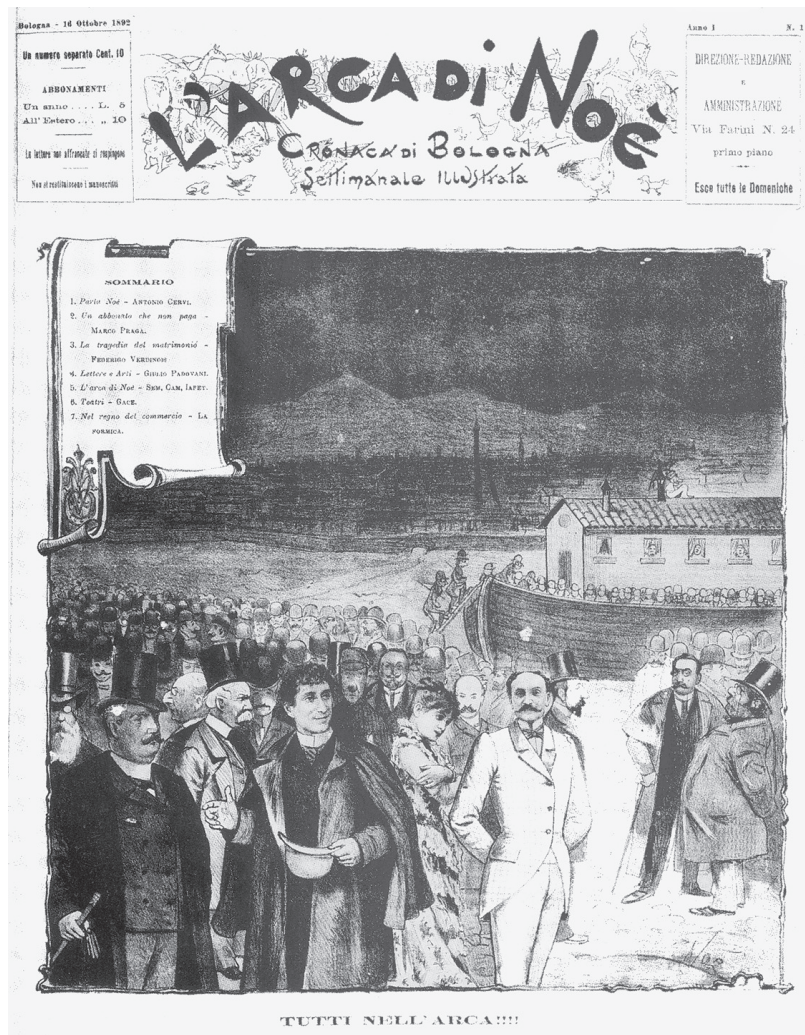 Bologna - 16 Ottobre 1892
Anno I
N. 1
Un numero separato Cent. 10
ABBONAMENTI
Un anno .... L. 5
All'Estero ... „ 10
Le lettere non affrancate si respingono
Non si restituiscono i manoscritti
L'ARCA DI NOÈ
CRONACA DI BOLOGNA
Settimanale Illustrata
DIREZIONE-REDAZIONE
E
AMMINISTRAZIONE
Via Farini N. 24
primo piano
Esce tutte le Domeniche
SOMMARIO
1. Parla Noè - ANTONIO CERVI.
2. Un abbonato che non paga -
MARCO PRAGA.
3. La tragedia del matrimonio -
FEDERIGO VERDINOIS
4. Lettere e Arti - GIULIO PADOVANI.
5. L'arca di Noè - SEM, CAM, IAFET.
6. Teatri - GACE.
7. Nel regno del commercio - LA
FORMICA.
TUTTI NELL'ARCA!!!!